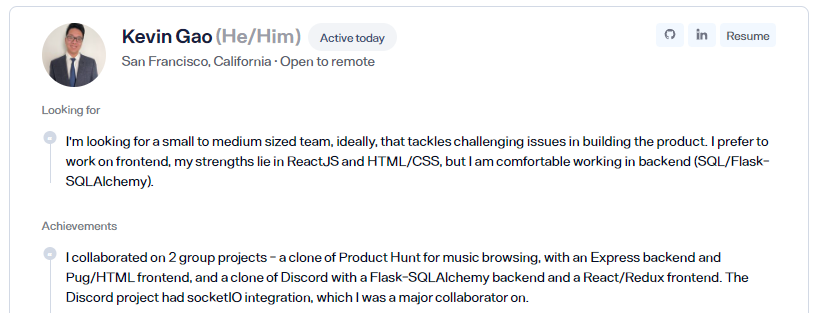 Kevin Gao (He/Him) Active today
in Resume
San Francisco, California · Open to remote
Looking for
I'm looking for a small to medium sized team, ideally, that tackles challenging issues in building the product. I prefer to
work on frontend, my strengths lie in ReactJS and HTML/CSS, but I am comfortable working in backend (SQL/Flask-
SQLAlchemy).
Achievements
I collaborated on 2 group projects - a clone of Product Hunt for music browsing, with an Express backend and
Pug/HTML frontend, and a clone of Discord with a Flask-SQLAlchemy backend and a React/Redux frontend. The
Discord project had socketIO integration, which I was a major collaborator on.